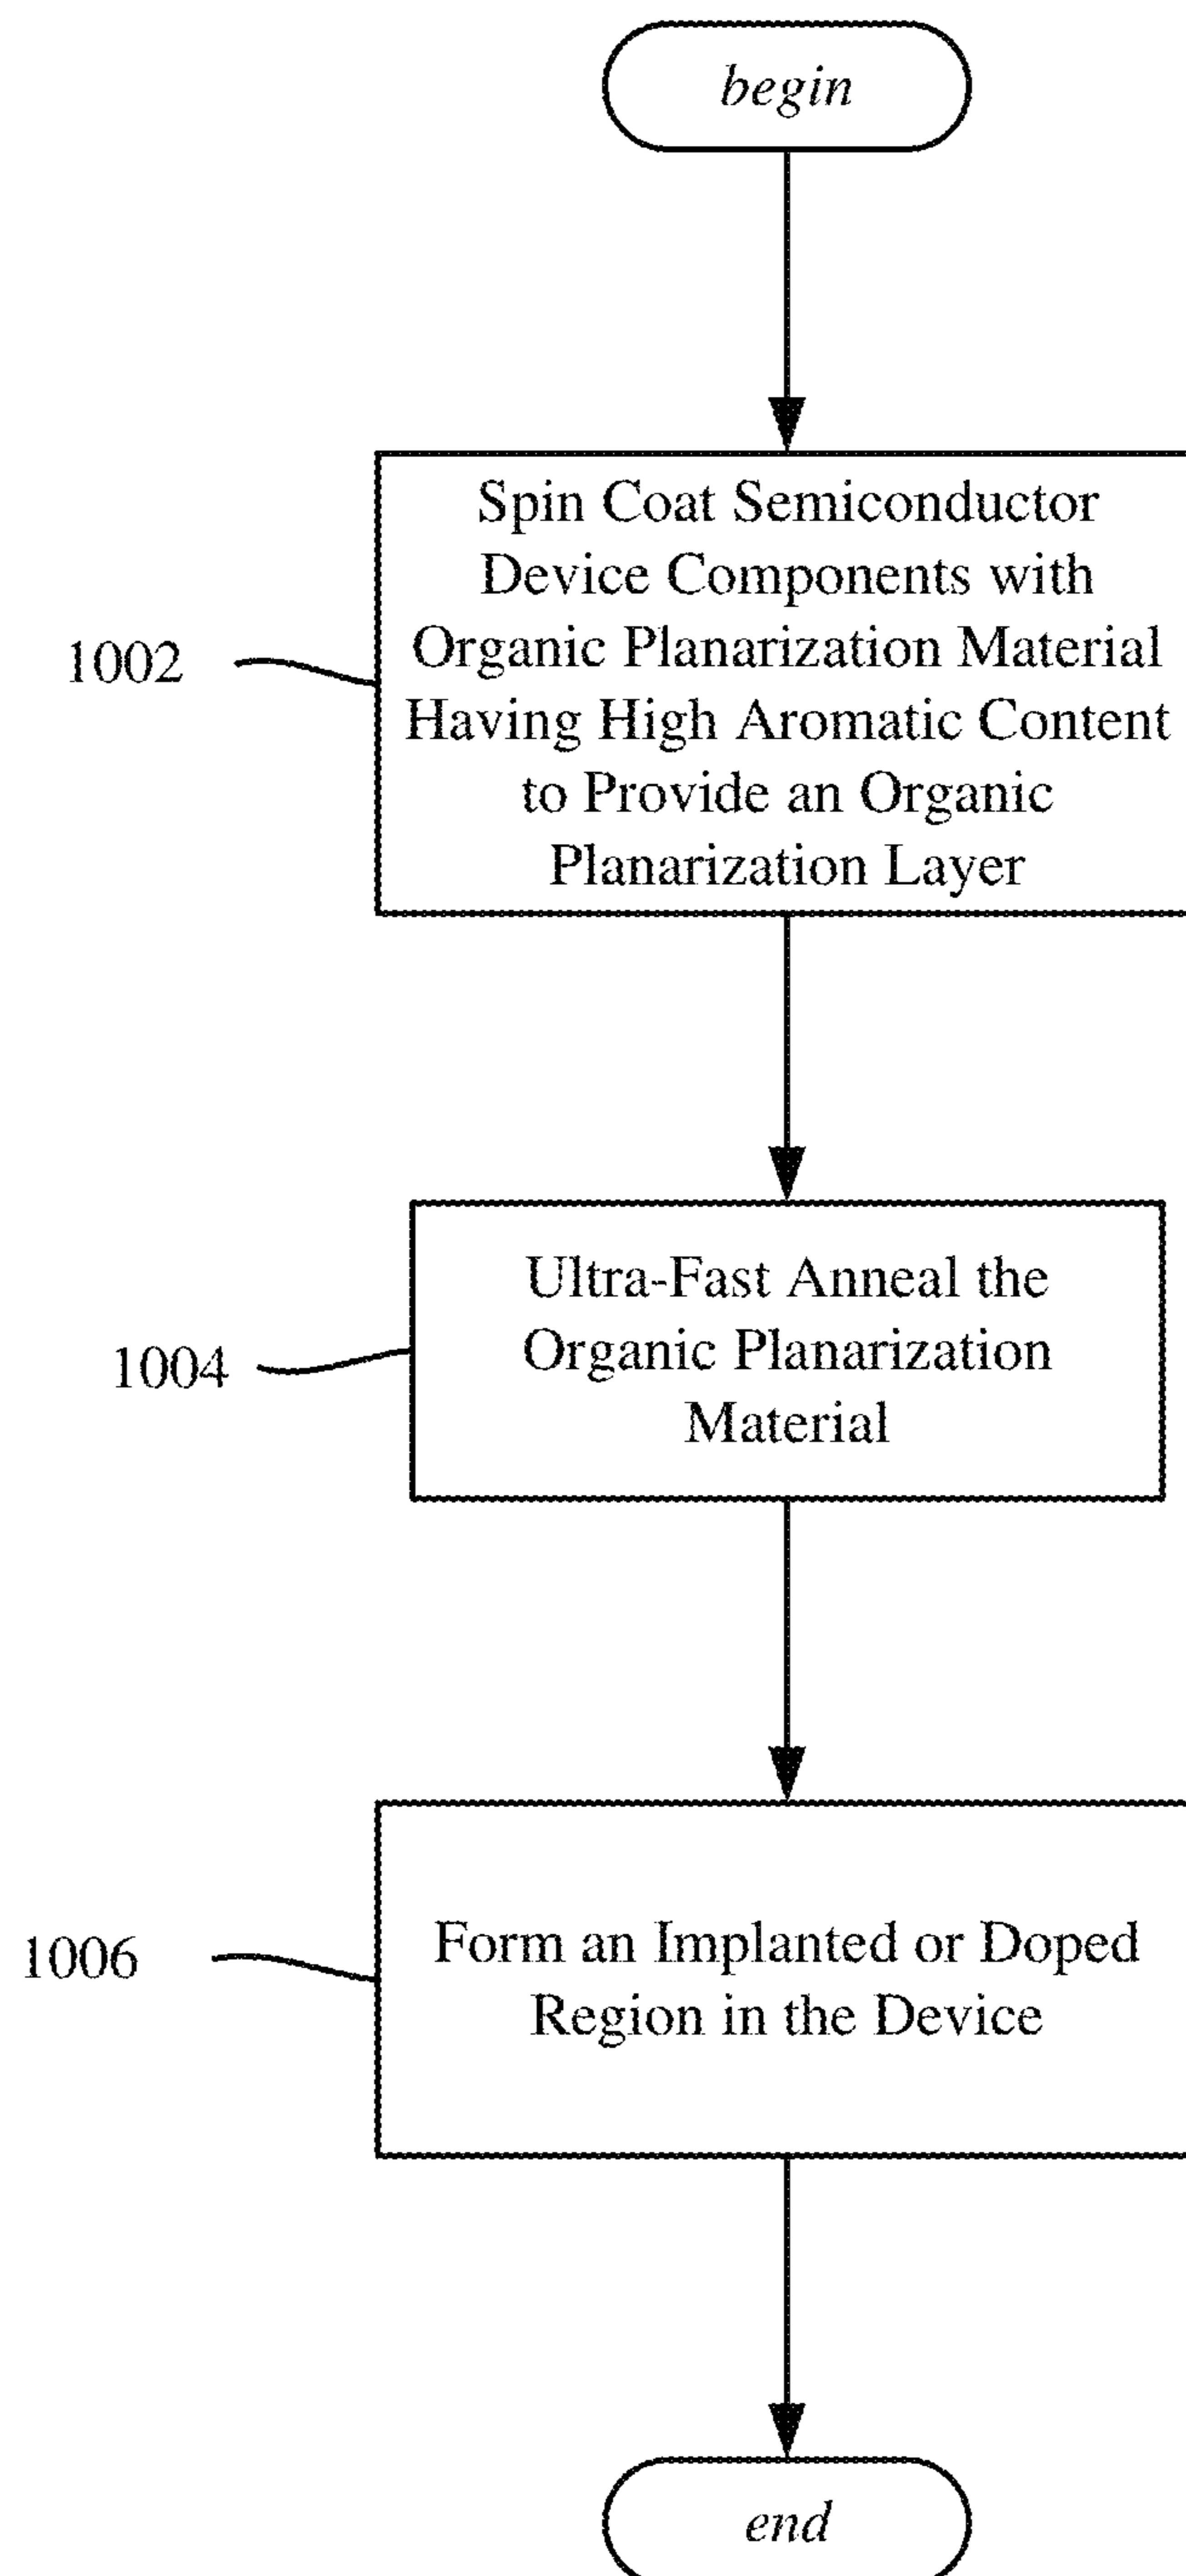 begin
Spin Coat Semiconductor
Device Components with
Organic Planarization Material
Having High Aromatic Content
to Provide an Organic
Planarization Layer
1002
Ultra-Fast Anneal the
Organic Planarization
Material
1004
Form an Implanted or Doped
Region in the Device
1006
end